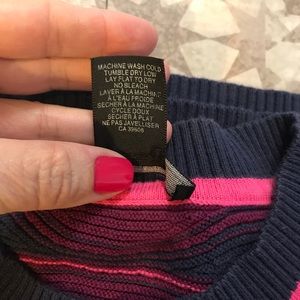 MACHINE WASH COLD
TUMBLE DRY LOW
LAY FLAT TO DRY
NO BLEACH
LAVER À LA MACHINE
À L'EAU FROIDE
SÉCHER À LA MACHINE
CYCLE DOUX
SÉCHER À PLAT
NE PAS JAVELLISER
CA 39606